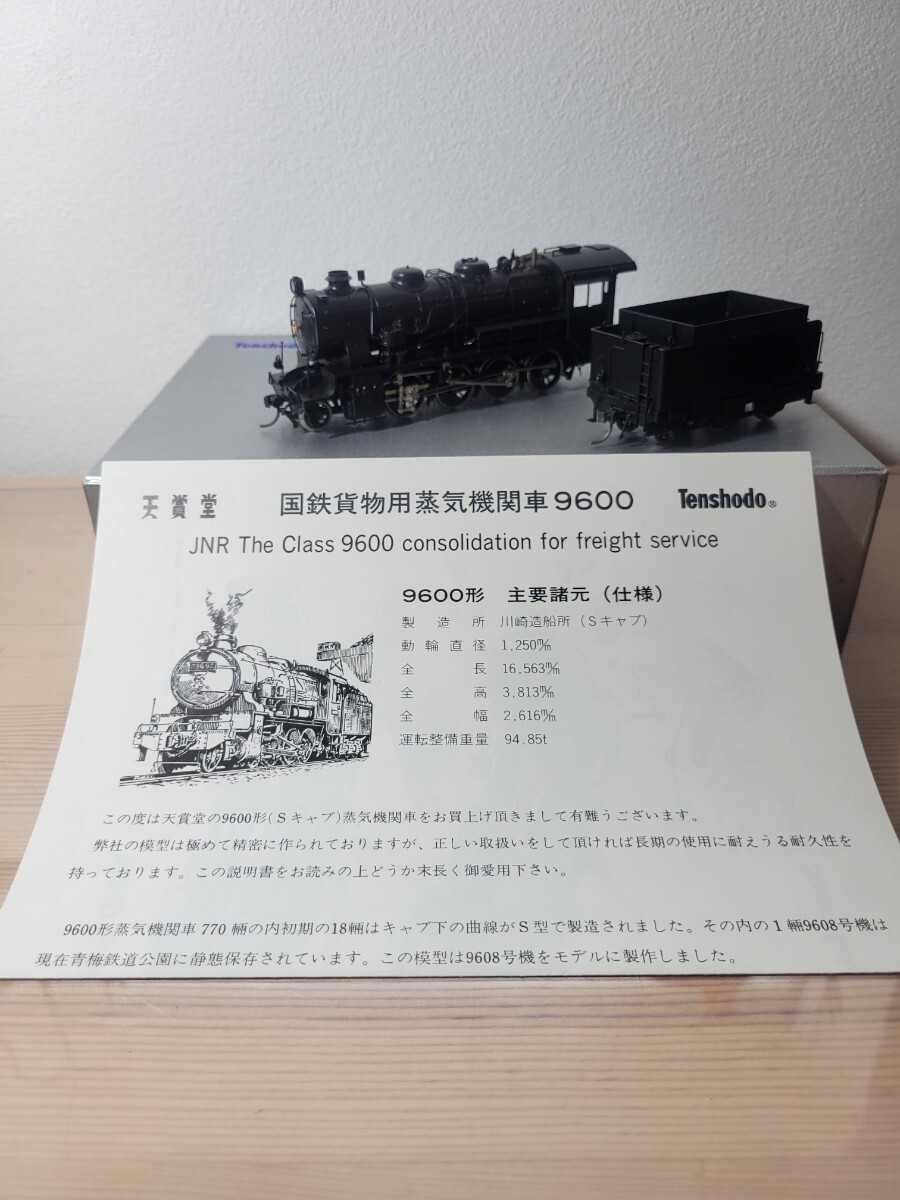 Tenshodo
天賞堂 国鉄貨物用蒸気機関車9600 Tenshodo®
JNR The Class 9600 consolidation for freight service
9600形 主要諸元(仕様)
製造所 川崎造船所(Sキャブ)
動輪直径 1,250m/m
全長 16,563m/m
全高 3,813m/m
全幅 2,616m/m
運転整備重量 94.85t
この度は天賞堂の9600形(Sキャブ)蒸気機関車をお買上げ頂きまして有難うございます。
弊社の模型は極めて精密に作られておりますが、正しい取扱いをして頂ければ長期の使用に耐えうる耐久性を
持っております。この説明書をお読みの上どうか末長く御愛用下さい。
9600形蒸気機関車770輛の内初期の18輛はキャブ下の曲線がS型で製造されました。その内の1輛9608号機は
現在青梅鉄道公園に静態保存されています。この模型は9608号機をモデルに製作しました。